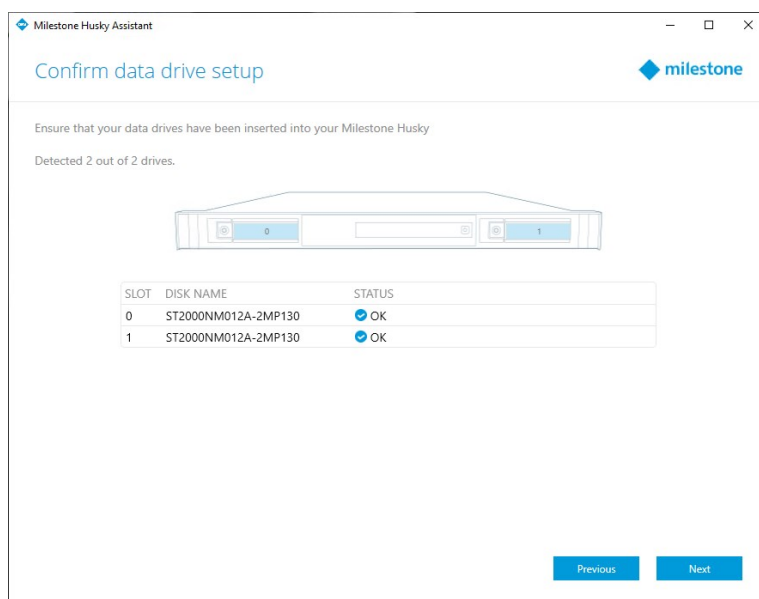 Milestone Husky Assistant
Confirm data drive setup
milestone
Ensure that your data drives have been inserted into your Milestone Husky
Detected 2 out of 2 drives.
0 1
SLOT DISK NAME STATUS
0 ST2000NM012A-2MP130 OK
1 ST2000NM012A-2MP130 OK
Previous Next